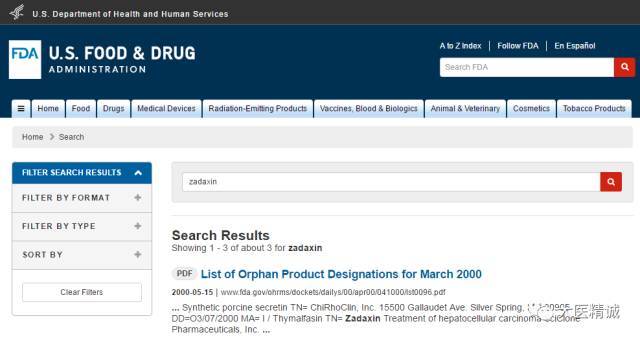 U.S. Department of Health and Human Services
FDA
U.S. FOOD & DRUG
ADMINISTRATION
A to Z Index | Follow FDA | En Español
Search FDA
Home Food Drugs Medical Devices Radiation-Emitting Products Vaccines, Blood & Biologics Animal & Veterinary Cosmetics Tobacco Products
Home > Search
FILTER SEARCH RESULTS
FILTER BY FORMAT +
FILTER BY TYPE +
SORT BY +
Clear Filters
zadaxin
Search Results
Showing 1 - 3 of about 3 for zadaxin
PDF List of Orphan Product Designations for March 2000
2000-05-15 | www.fda.gov/ohrms/dockets/dailys/00/apr00/041000/lst0096.pdf
... Synthetic porcine secretin TN= ChiRhoClin, Inc. 15500 Gallaudet Ave. Silver Spring, 20905
DD=O3/07/2000 MA= I / Thymalfasin TN= Zadaxin Treatment of hepatocellular carcinoma
Pharmaceuticals, Inc. ...
大医精诚